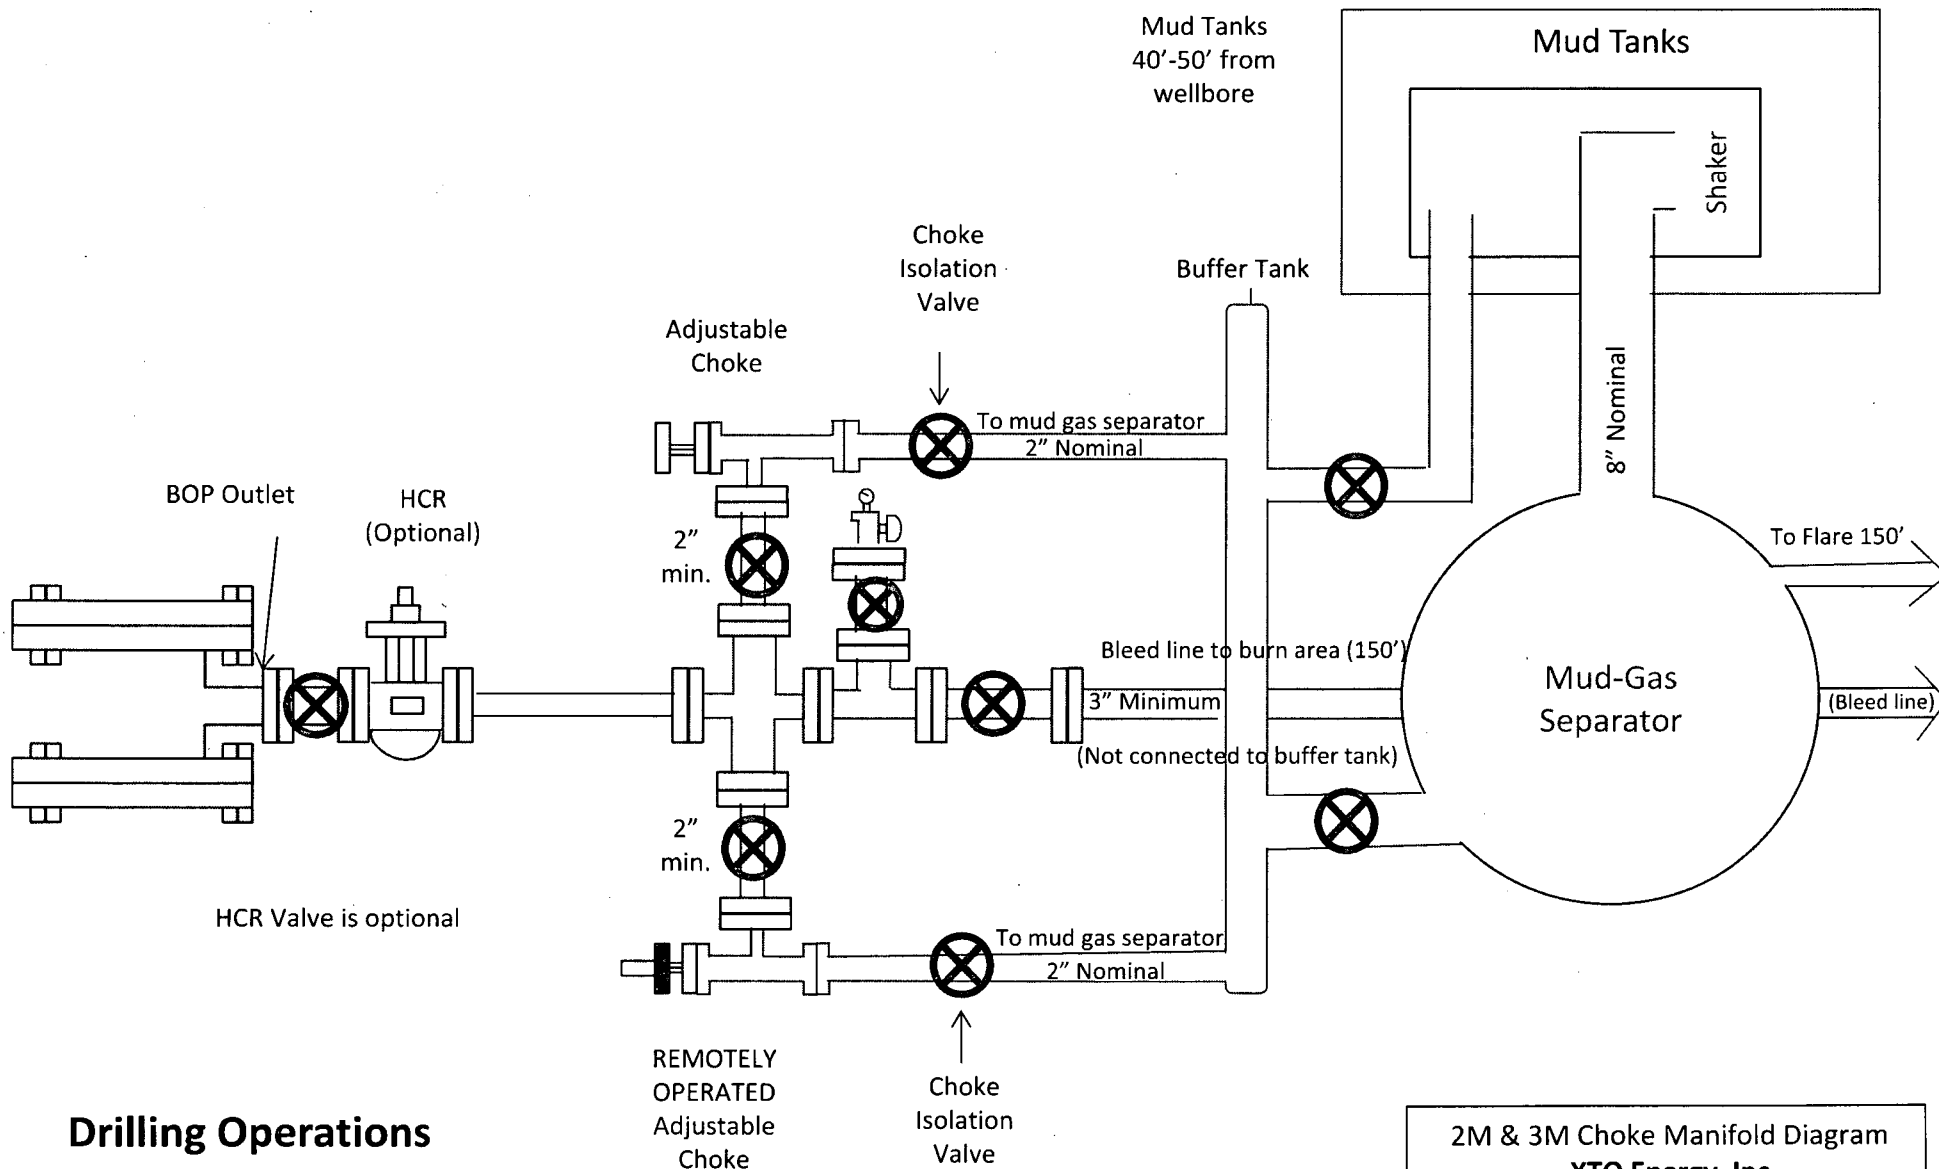 Mud Tanks
40’-50’ from
wellbore
Mud Tanks
Shaker
Choke
Isolation
Valve
Buffer Tank
Adjustable
Choke
8” Nominal
To mud gas separator
2” Nominal
BOP Outlet
HCR
(Optional)
2”
min.
To Flare 150’
Bleed line to burn area (150’)
3” Minimum
(Not connected to buffer tank)
Mud-Gas
Separator
(Bleed line)
2”
min.
HCR Valve is optional
To mud gas separator
2” Nominal
REMOTELY
OPERATED
Adjustable
Choke
Choke
Isolation
Valve
Drilling Operations
2M & 3M Choke Manifold Diagram
XTO Energy, Inc.